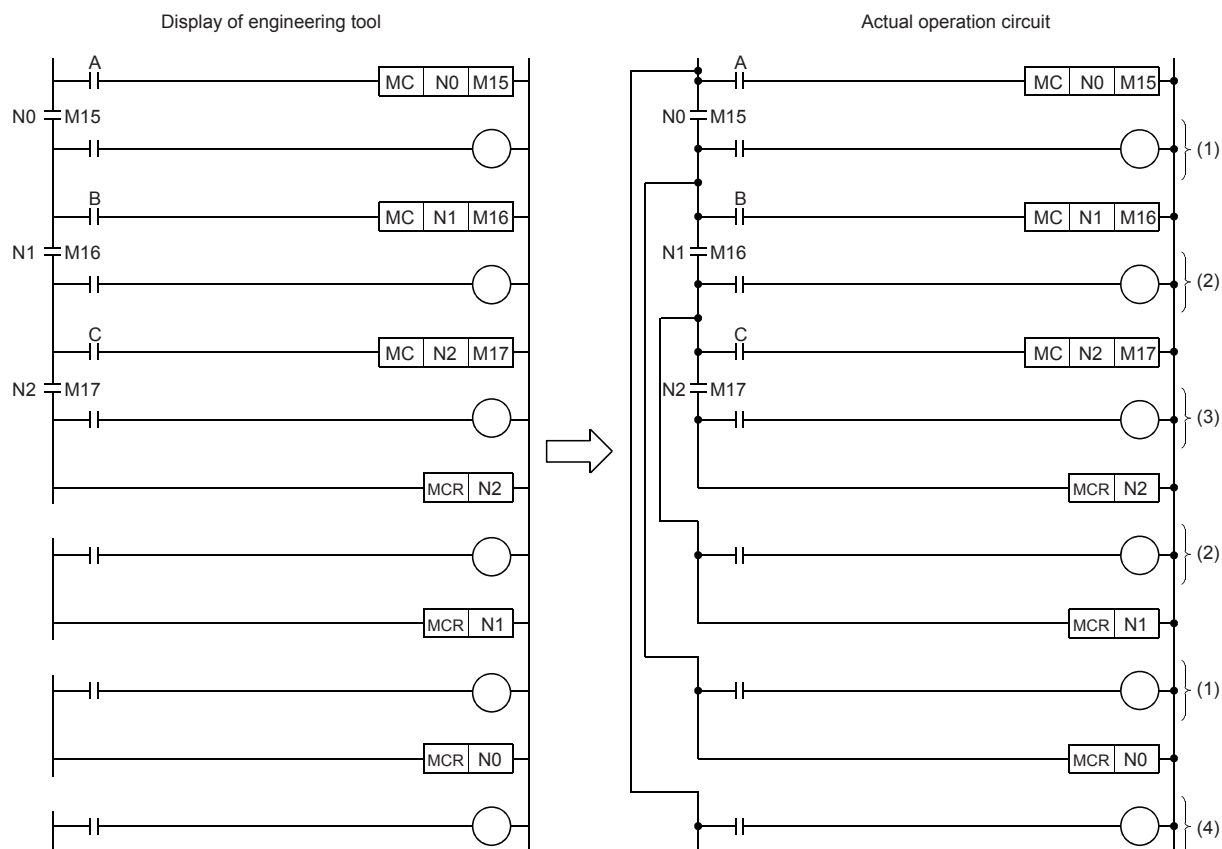 Display of engineering tool
Actual operation circuit
A
MC N0 M15
A
MC N0 M15
N0 M15
N0 M15
(1)
B
MC N1 M16
B
MC N1 M16
N1 M16
N1 M16
(2)
C
MC N2 M17
C
MC N2 M17
N2 M17
N2 M17
(3)
MCR N2
MCR N2
(2)
MCR N1
MCR N1
(1)
MCR N0
MCR N0
(4)